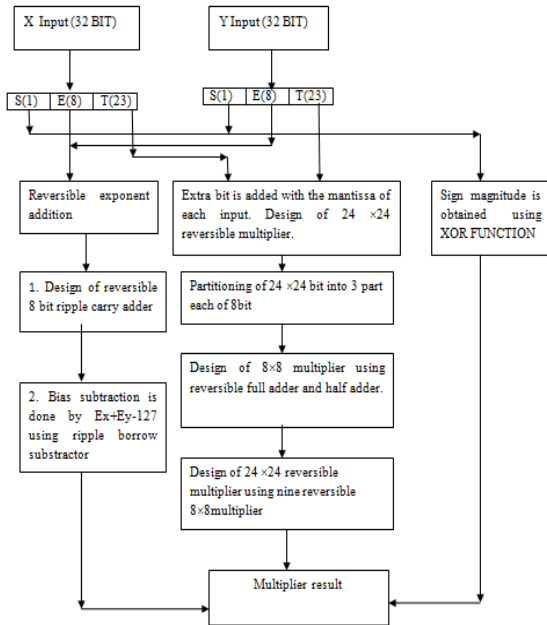 X Input (32 BIT)
Y Input (32 BIT)
S(1) E(8) T(23)
S(1) E(8) T(23)
Reversible exponent
addition
Extra bit is added with the mantissa of
each input. Design of 24 ×24
reversible multiplier.
Sign magnitude is
obtained using
XOR FUNCTION
1. Design of reversible
8 bit ripple carry adder
Partitioning of 24 ×24 bit into 3 part
each of 8bit
2. Bias subtraction is
done by Ex+Ey-127
using ripple borrow
substractor
Design of 8×8 multiplier using
reversible full adder and half adder.
Design of 24 ×24 reversible
multiplier using nine reversible
8×8multiplier
Multiplier result